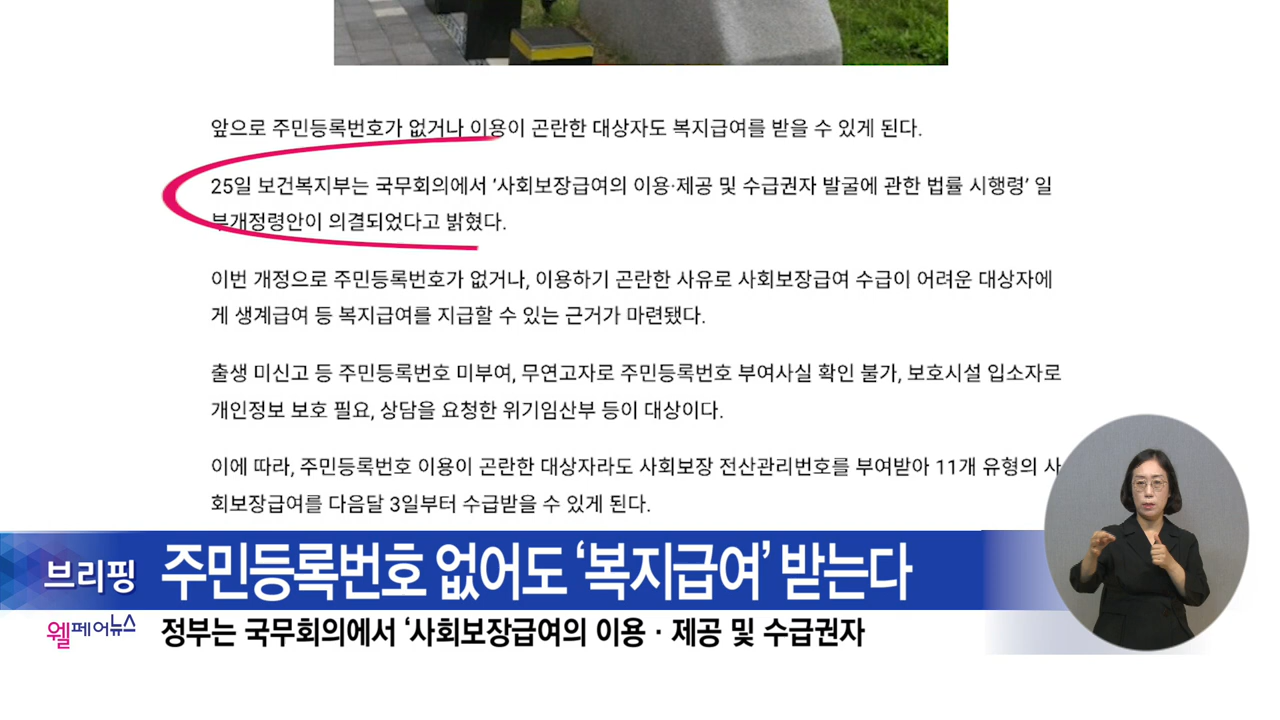 앞으로 주민등록번호가 없거나 이용이 곤란한 대상자도 복지급여를 받을 수 있게 된다.
25일 보건복지부는 국무회의에서 ‘사회보장급여의 이용·제공 및 수급권자 발굴에 관한 법률 시행령’ 일
부개정령안이 의결되었다고 밝혔다.
이번 개정으로 주민등록번호가 없거나, 이용하기 곤란한 사유로 사회보장급여 수급이 어려운 대상자에
게 생계급여 등 복지급여를 지급할 수 있는 근거가 마련됐다.
출생 미신고 등 주민등록번호 미부여, 무연고자로 주민등록번호 부여사실 확인 불가, 보호시설 입소자로
개인정보 보호 필요, 상담을 요청한 위기임산부 등이 대상이다.
이에 따라, 주민등록번호 이용이 곤란한 대상자라도 사회보장 전산관리번호를 부여받아 11개 유형의 사
회보장급여를 다음달 3일부터 수급받을 수 있게 된다.
브리핑 주민등록번호 없어도 ‘복지급여’ 받는다
웰페어뉴스 정부는 국무회의에서 ‘사회보장급여의 이용 · 제공 및 수급권자